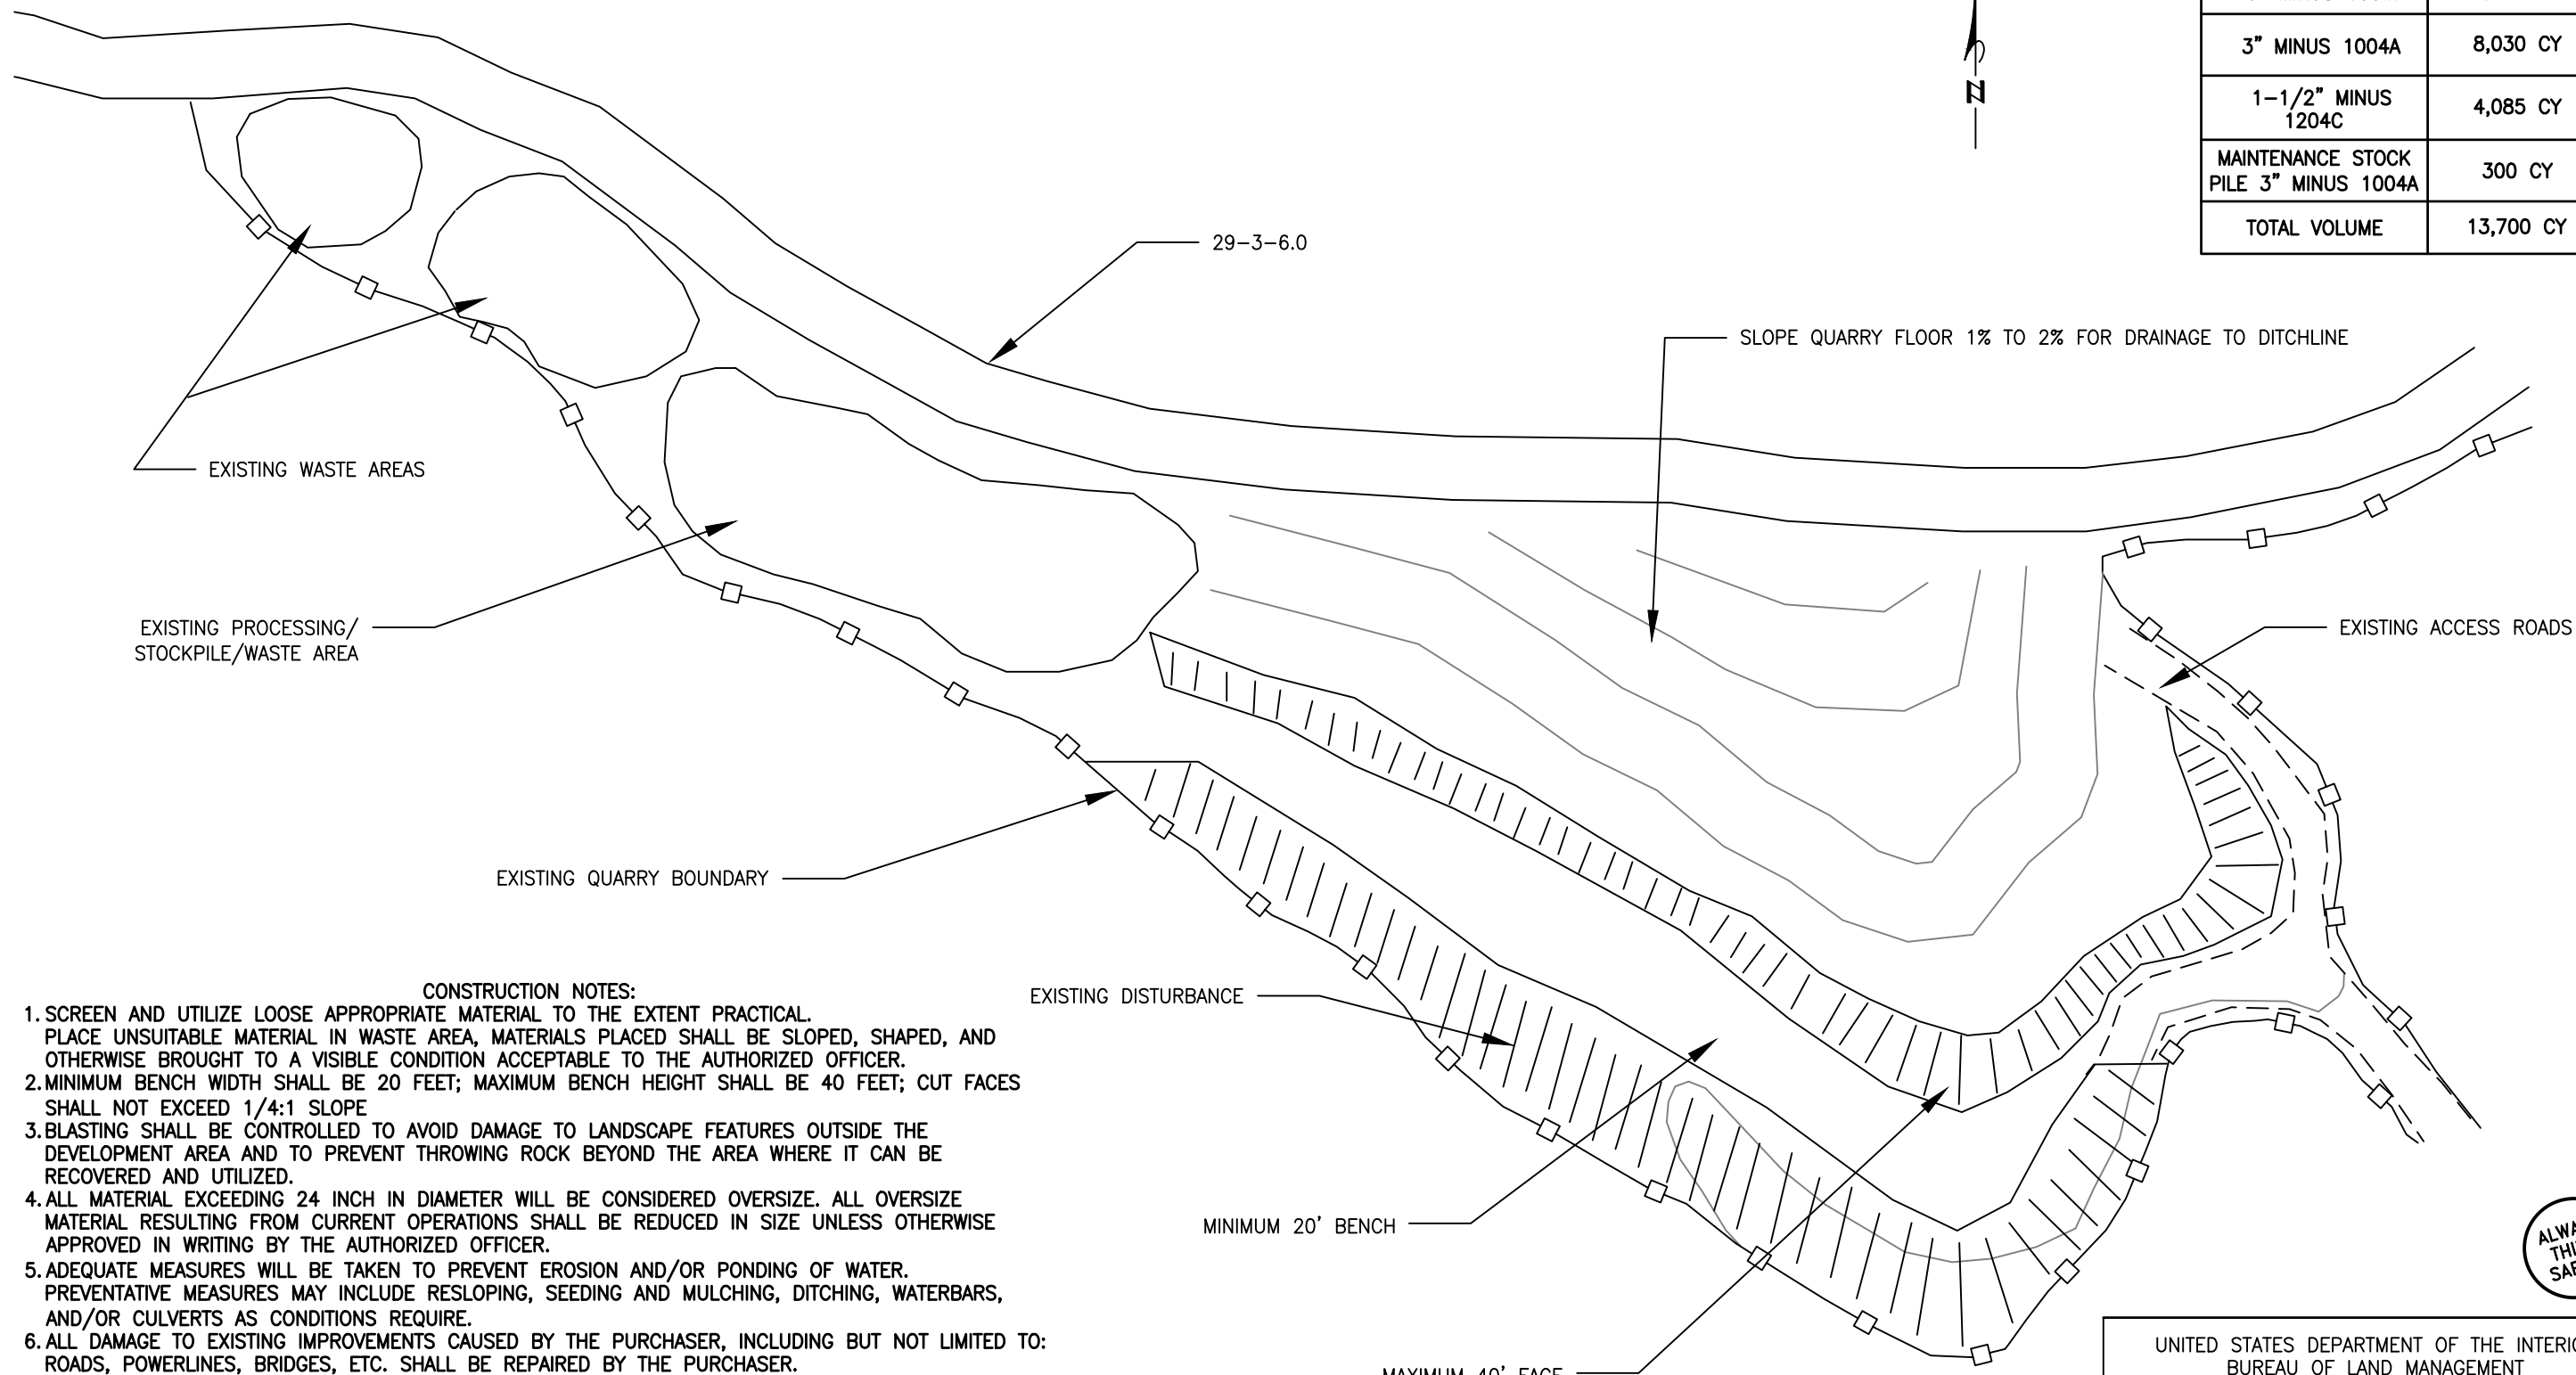 3" MINUS 1004A 8,030 CY
1-1/2" MINUS
1204C
4,085 CY
MAINTENANCE STOCK
PILE 3" MINUS 1004A
300 CY
TOTAL VOLUME 13,700 CY
N
29-3-6.0
SLOPE QUARRY FLOOR 1% TO 2% FOR DRAINAGE TO DITCHLINE
EXISTING WASTE AREAS
EXISTING PROCESSING/
STOCKPILE/WASTE AREA
EXISTING ACCESS ROADS
EXISTING QUARRY BOUNDARY
EXISTING DISTURBANCE
MINIMUM 20' BENCH
MAXIMUM 40' FACE
CONSTRUCTION NOTES:
1. SCREEN AND UTILIZE LOOSE APPROPRIATE MATERIAL TO THE EXTENT PRACTICAL.
PLACE UNSUITABLE MATERIAL IN WASTE AREA, MATERIALS PLACED SHALL BE SLOPED, SHAPED, AND
OTHERWISE BROUGHT TO A VISIBLE CONDITION ACCEPTABLE TO THE AUTHORIZED OFFICER.
2. MINIMUM BENCH WIDTH SHALL BE 20 FEET; MAXIMUM BENCH HEIGHT SHALL BE 40 FEET; CUT FACES
SHALL NOT EXCEED 1/4:1 SLOPE
3. BLASTING SHALL BE CONTROLLED TO AVOID DAMAGE TO LANDSCAPE FEATURES OUTSIDE THE
DEVELOPMENT AREA AND TO PREVENT THROWING ROCK BEYOND THE AREA WHERE IT CAN BE
RECOVERED AND UTILIZED.
4. ALL MATERIAL EXCEEDING 24 INCH IN DIAMETER WILL BE CONSIDERED OVERSIZE. ALL OVERSIZE
MATERIAL RESULTING FROM CURRENT OPERATIONS SHALL BE REDUCED IN SIZE UNLESS OTHERWISE
APPROVED IN WRITING BY THE AUTHORIZED OFFICER.
5. ADEQUATE MEASURES WILL BE TAKEN TO PREVENT EROSION AND/OR PONDING OF WATER.
PREVENTATIVE MEASURES MAY INCLUDE RESLOPING, SEEDING AND MULCHING, DITCHING, WATERBARS,
AND/OR CULVERTS AS CONDITIONS REQUIRE.
6. ALL DAMAGE TO EXISTING IMPROVEMENTS CAUSED BY THE PURCHASER, INCLUDING BUT NOT LIMITED TO:
ROADS, POWERLINES, BRIDGES, ETC. SHALL BE REPAIRED BY THE PURCHASER.
UNITED STATES DEPARTMENT OF THE
BUREAU OF LAND MANAGEMENT